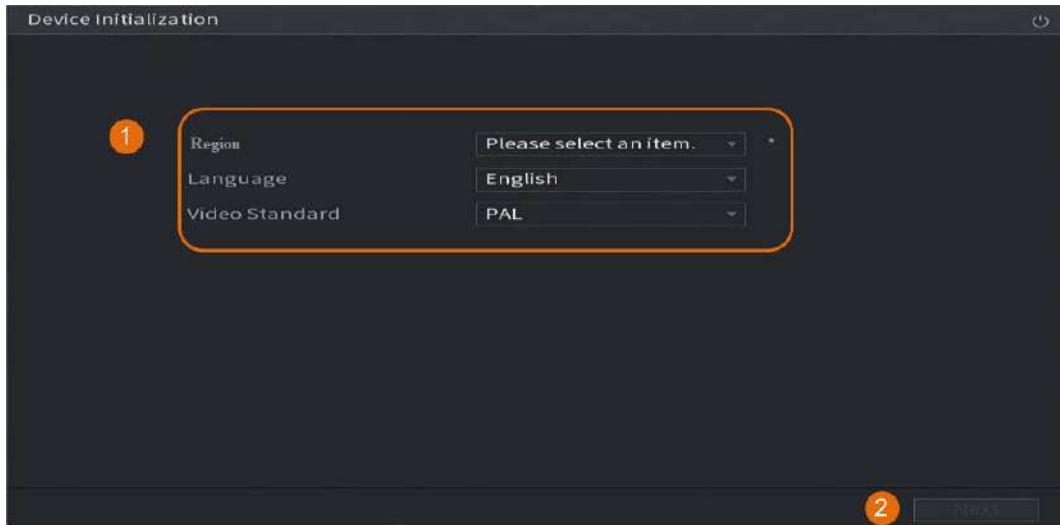 Device Initialization
1
Region Please select an item. *
Language English
Video Standard PAL
2 Next